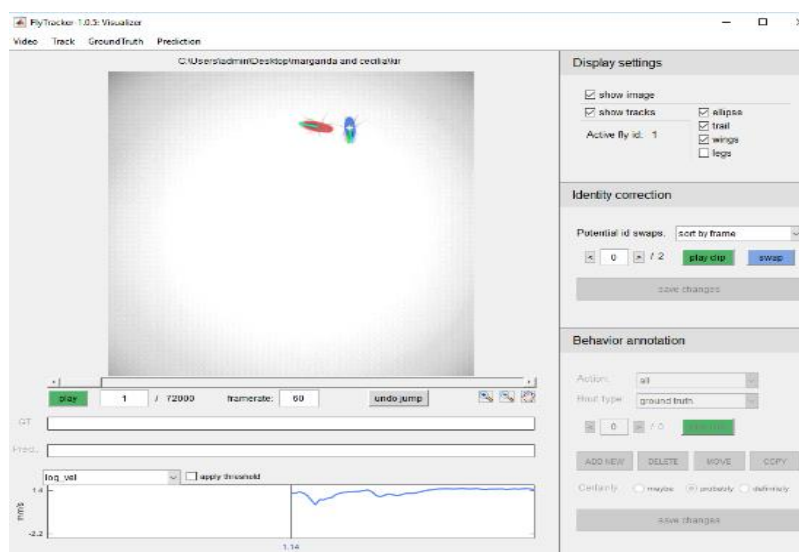 FlyTracker-1.0.5: Visualizer
Video Track GroundTruth Prediction
C:\Users\admin\Desktop\margarida and cecilia\kir
Display settings
show image
show tracks
ellipse
trail
wings
legs
Active fly id: 1
Identity correction
Potential id swaps: sort by frame
< 0 > / 2 play clip swap
save changes
play 1 / 72000 framerate: 60 undo jump
GT
Pred.
log_vel apply threshold
1.4
mm/s
-2.2
1.14
Behavior annotation
Action: all
Bout type: ground truth
< 0 > / 0
ADD NEW DELETE MOVE COPY
Certainty: maybe probably definitely
save changes